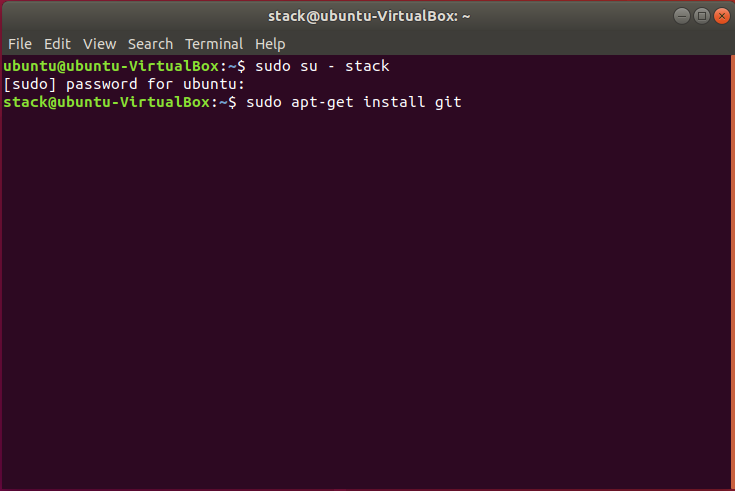 stack@ubuntu-VirtualBox: ~
File Edit View Search Terminal Help
ubuntu@ubuntu-VirtualBox:~$ sudo su - stack
[sudo] password for ubuntu:
stack@ubuntu-VirtualBox:~$ sudo apt-get install git